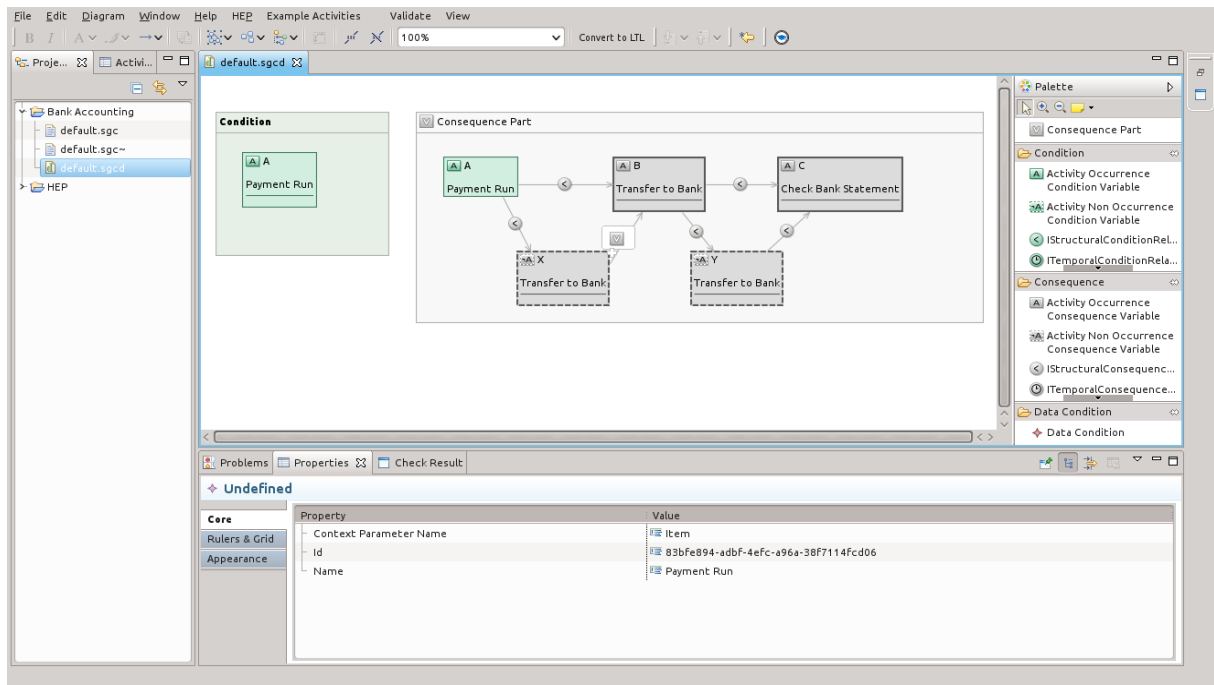 File Edit Diagram Window Help HEP Example Activities Validate View
B I A 100% Convert to LTL
Proje... Activi...
default.sgcd
Bank Accounting
default.sgc
default.sgc~
default.sgcd
HEP
Condition
A A
Payment Run
Consequence Part
A A
Payment Run
A B
Transfer to Bank
A C
Check Bank Statement
<
<
<
<
<
¬A X
Transfer to Bank
¬A Y
Transfer to Bank
Palette
Consequence Part
Condition
A Activity Occurrence
Condition Variable
¬A Activity Non Occurrence
Condition Variable
< IStructuralConditionRel...
ITemporalConditionRela...
Consequence
A Activity Occurrence
Consequence Variable
¬A Activity Non Occurrence
Consequence Variable
< IStructuralConsequenc...
ITemporalConsequence...
Data Condition
Data Condition
Problems Properties Check Result
Undefined
Core
Rulers & Grid
Appearance
Property Value
Context Parameter Name Item
Id 83bfe894-adbf-4efc-a96a-38f7114fcd06
Name Payment Run